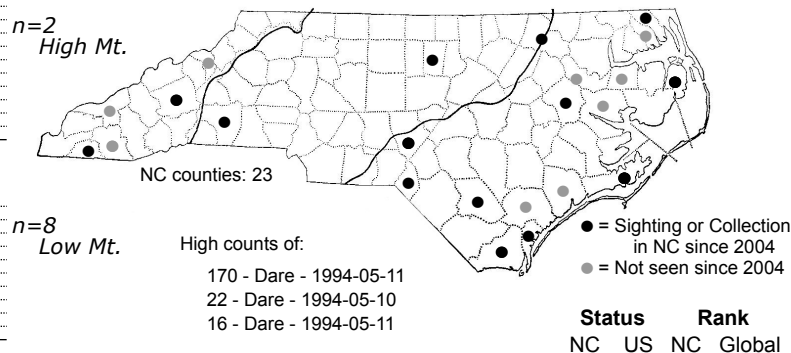 n=2
High Mt.
NC counties: 23
n=8
Low Mt.
High counts of:
170 - Dare - 1994-05-11
22 - Dare - 1994-05-10
16 - Dare - 1994-05-11
= Sighting or Collection
in NC since 2004
= Not seen since 2004
Status Rank
NC US NC Global